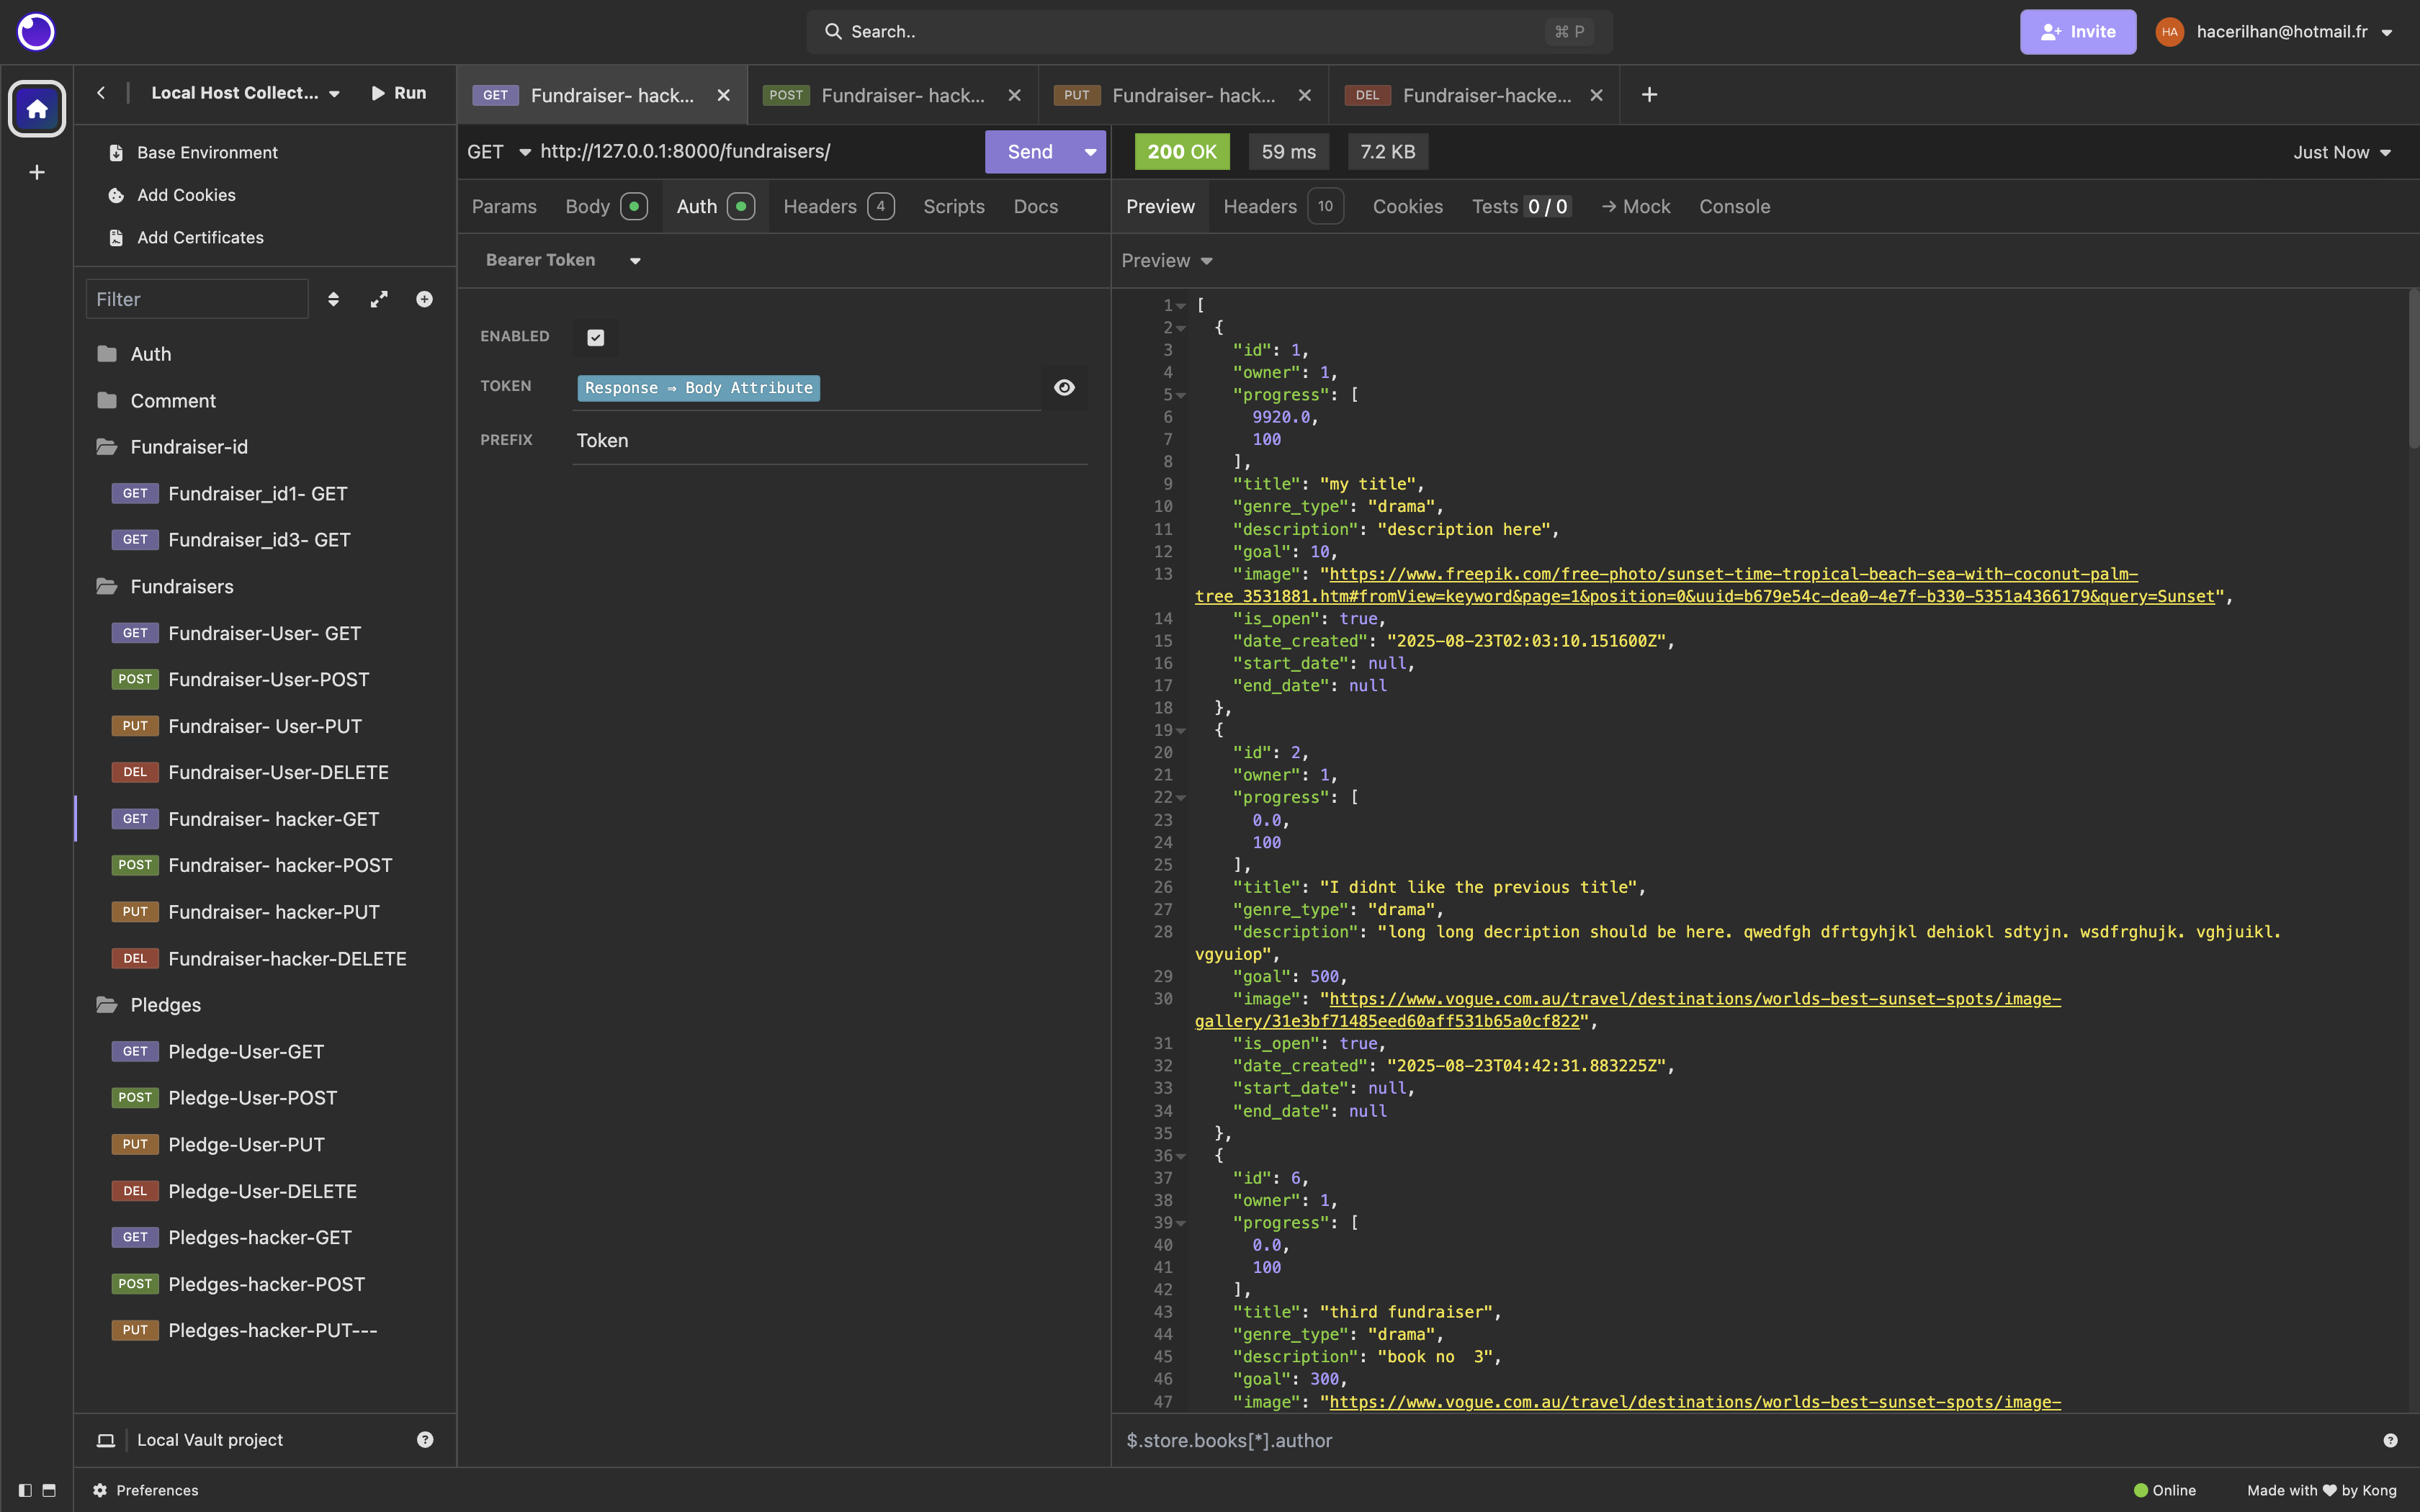 Search..
⌘ P
Invite
HA
hacerilhan@hotmail.fr
Local Host Collect...
Run
GET Fundraiser- hack...
POST Fundraiser- hack...
PUT Fundraiser- hack...
DEL Fundraiser-hacke...
Base Environment
Add Cookies
Add Certificates
Filter
Auth
Comment
Fundraiser-id
GET Fundraiser_id1- GET
GET Fundraiser_id3- GET
Fundraisers
GET Fundraiser-User- GET
POST Fundraiser-User-POST
PUT Fundraiser- User-PUT
DEL Fundraiser-User-DELETE
GET Fundraiser- hacker-GET
POST Fundraiser- hacker-POST
PUT Fundraiser- hacker-PUT
DEL Fundraiser-hacker-DELETE
Pledges
GET Pledge-User-GET
POST Pledge-User-POST
PUT Pledge-User-PUT
DEL Pledge-User-DELETE
GET Pledges-hacker-GET
POST Pledges-hacker-POST
PUT Pledges-hacker-PUT---
Local Vault project
GET http://127.0.0.1:8000/fundraisers/
Send
Params Body Auth Headers 4 Scripts Docs
Bearer Token
ENABLED
TOKEN Response → Body Attribute
PREFIX Token
200 OK 59 ms 7.2 KB Just Now
Preview Headers 10 Cookies Tests 0 / 0 → Mock Console
Preview
1 [
2 {
3 "id": 1,
4 "owner": 1,
5 "progress": [
6 9920.0,
7 100
8 ],
9 "title": "my title",
10 "genre_type": "drama",
11 "description": "description here",
12 "goal": 10,
13 "image": "https://www.freepik.com/free-photo/sunset-time-tropical-beach-sea-with-coconut-palm-
tree_3531881.htm#fromView=keyword&page=1&position=0&uuid=b679e54c-dea0-4e7f-b330-5351a4366179&query=Sunset",
14 "is_open": true,
15 "date_created": "2025-08-23T02:03:10.151600Z",
16 "start_date": null,
17 "end_date": null
18 },
19 {
20 "id": 2,
21 "owner": 1,
22 "progress": [
23 0.0,
24 100
25 ],
26 "title": "I didnt like the previous title",
27 "genre_type": "drama",
28 "description": "long long decription should be here. qwedfgh dfrtgyhjkl dehiokl sdtyjn. wsdfrghujk. vghjuikl.
vgyuiop",
29 "goal": 500,
30 "image": "https://www.vogue.com.au/travel/destinations/worlds-best-sunset-spots/image-
gallery/31e3bf71485eed60aff531b65a0cf822",
31 "is_open": true,
32 "date_created": "2025-08-23T04:42:31.883225Z",
33 "start_date": null,
34 "end_date": null
35 },
36 {
37 "id": 6,
38 "owner": 1,
39 "progress": [
40 0.0,
41 100
42 ],
43 "title": "third fundraiser",
44 "genre_type": "drama",
45 "description": "book no  3",
46 "goal": 300,
47 "image": "https://www.vogue.com.au/travel/destinations/worlds-best-sunset-spots/image-
$.store.books[*].author
Preferences
Online
Made with ♥ by Kong